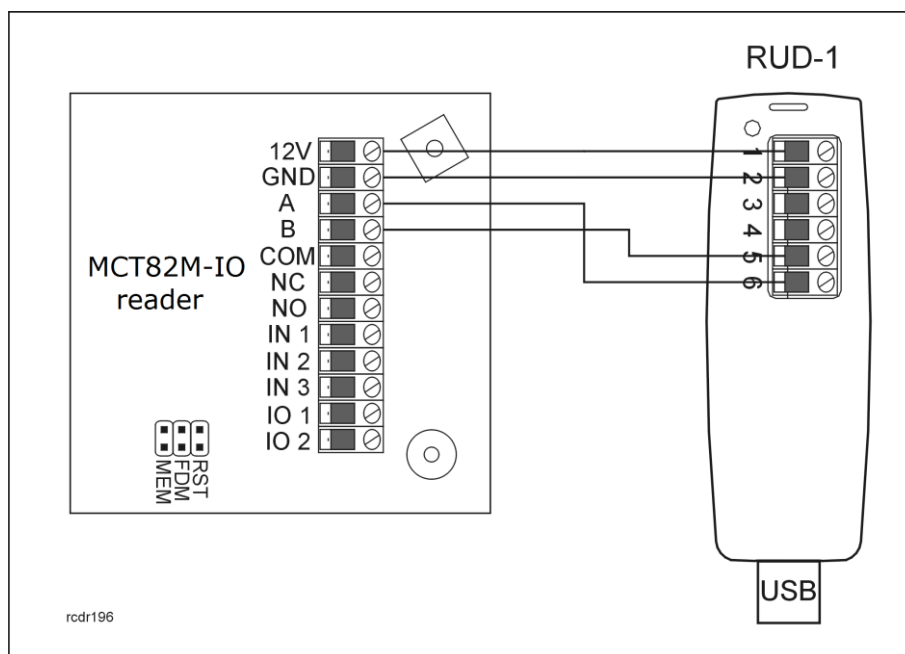 RUD-1
12V
GND
A
B
COM
NC
NO
IN 1
IN 2
IN 3
IO 1
IO 2
MCT82M-IO
reader
MEM
FDM
RST
1
2
3
4
5
6
USB
rcdr196